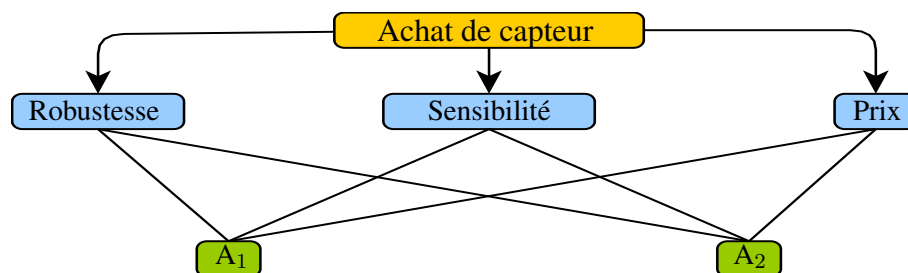 Achat de capteur
Robustesse
Sensibilité
Prix
A₁
A₂